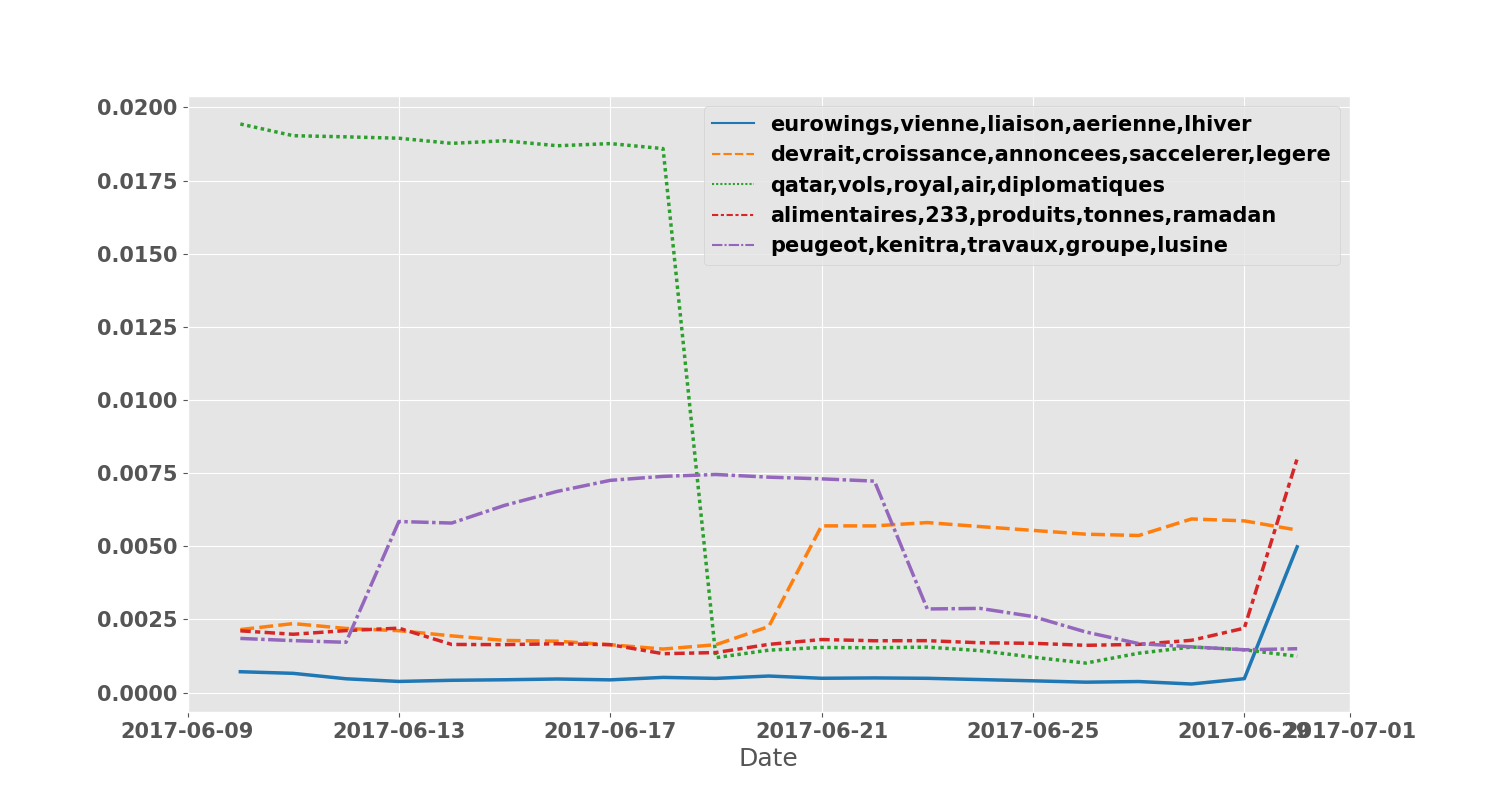 0.0200
0.0175
0.0150
0.0125
0.0100
0.0075
0.0050
0.0025
0.0000
eurowings,vienne,liaison,aerienne,lhiver
devrait,croissance,annoncees,saccelerer,legere
qatar,vols,royal,air,diplomatiques
alimentaires,233,produits,tonnes,ramadan
peugeot,kenitra,travaux,groupe,lusine
2017-06-09 2017-06-13 2017-06-17 2017-06-21 2017-06-25 2017-06-29 2017-07-01
Date